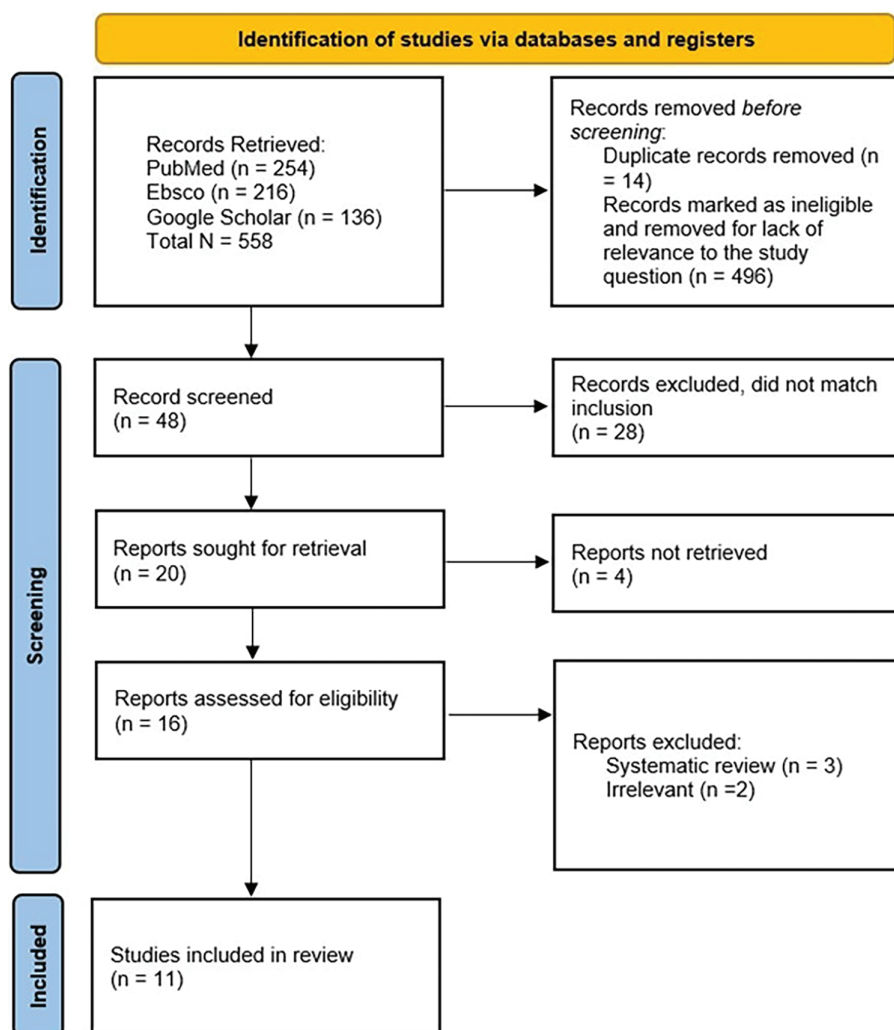 Identification of studies via databases and registers
Identification
Records Retrieved:
PubMed (n = 254)
Ebsco (n = 216)
Google Scholar (n = 136)
Total N = 558
Records removed before
screening:
Duplicate records removed (n
= 14)
Records marked as ineligible
and removed for lack of
relevance to the study
question (n = 496)
Screening
Record screened
(n = 48)
Records excluded, did not match
inclusion
(n = 28)
Reports sought for retrieval
(n = 20)
Reports not retrieved
(n = 4)
Reports assessed for eligibility
(n = 16)
Reports excluded:
Systematic review (n = 3)
Irrelevant (n =2)
Included
Studies included in review
(n = 11)